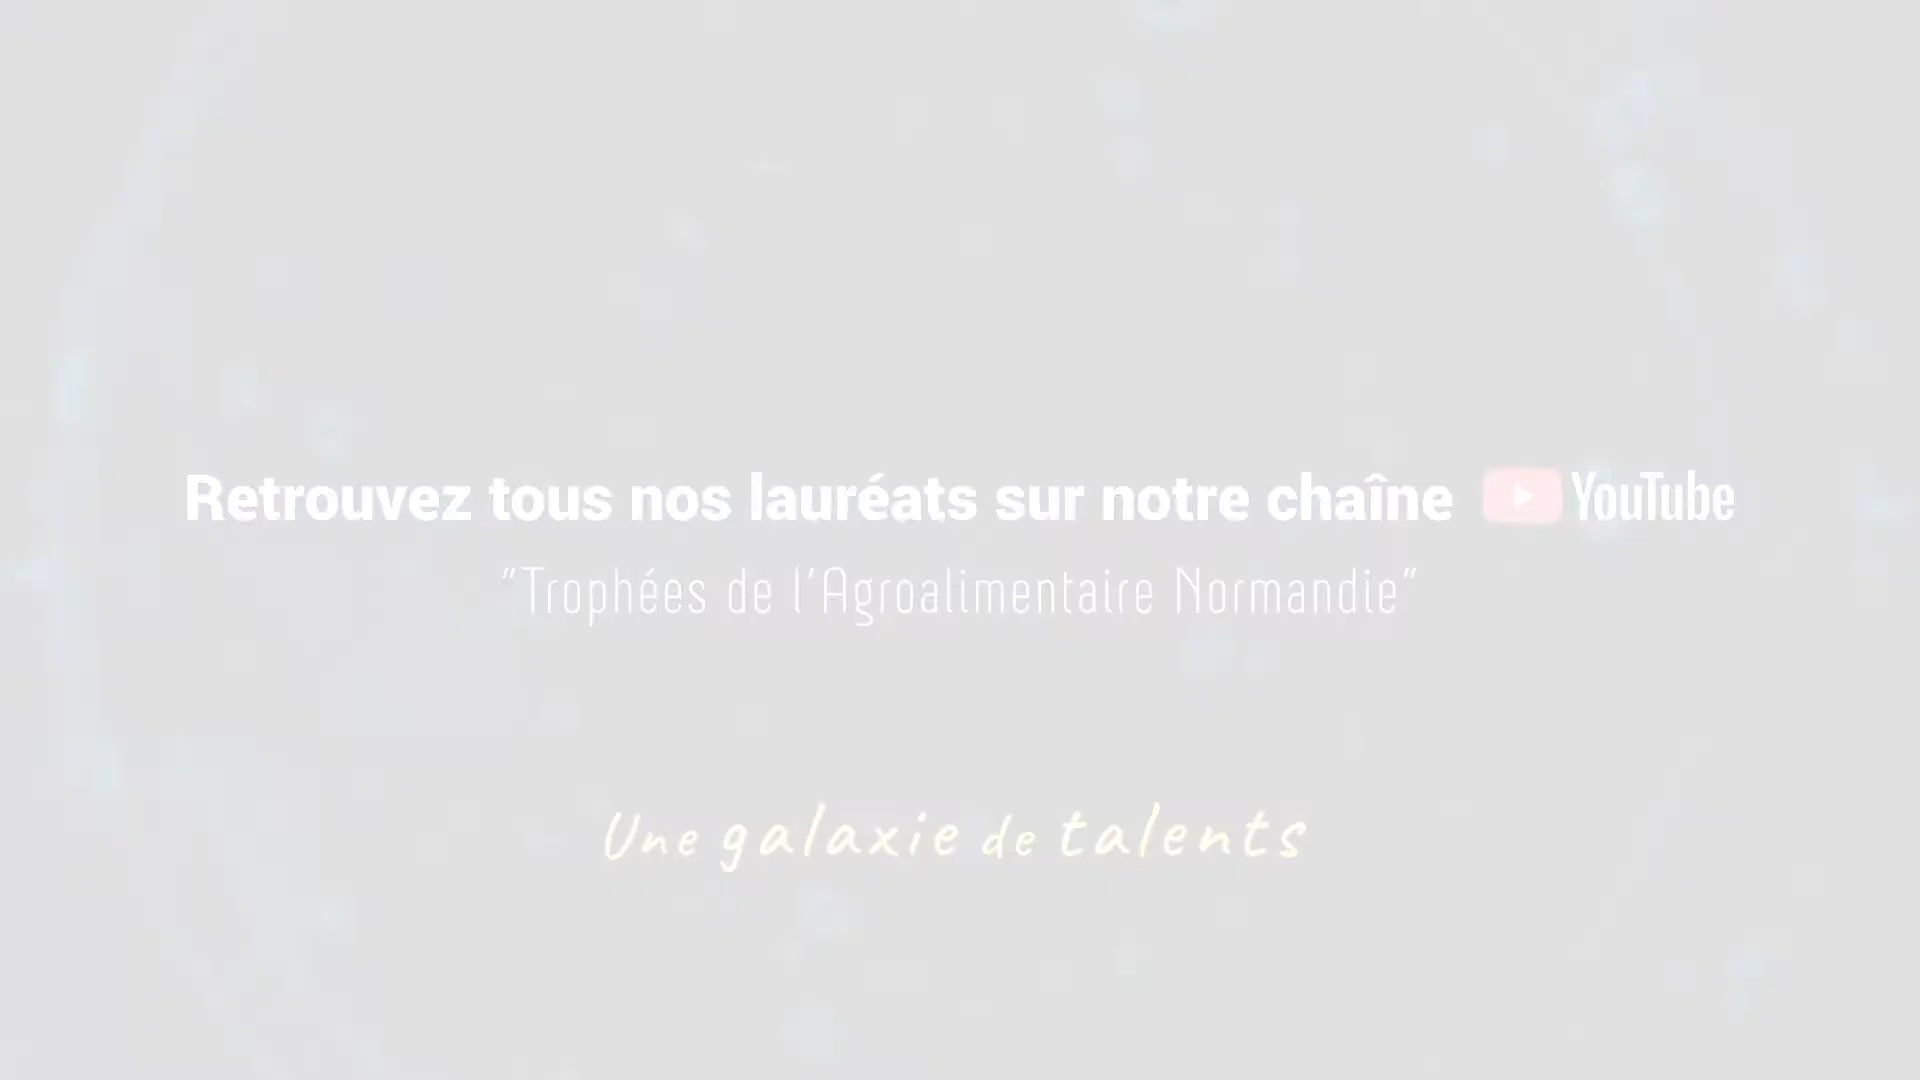 Retrouvez tous nos lauréats sur notre chaîne YouTube
"Trophées de l'Agroalimentaire Normandie"
Une galaxie de talents